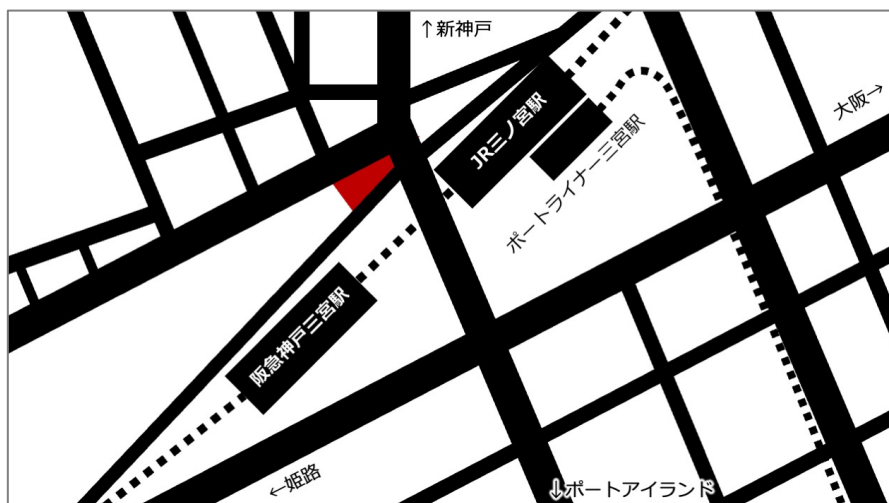 ↑新神戸
大阪→
JR三ノ宮駅
ポートライナー三宮駅
阪急神戸三宮駅
←姫路
↓ポートアイランド